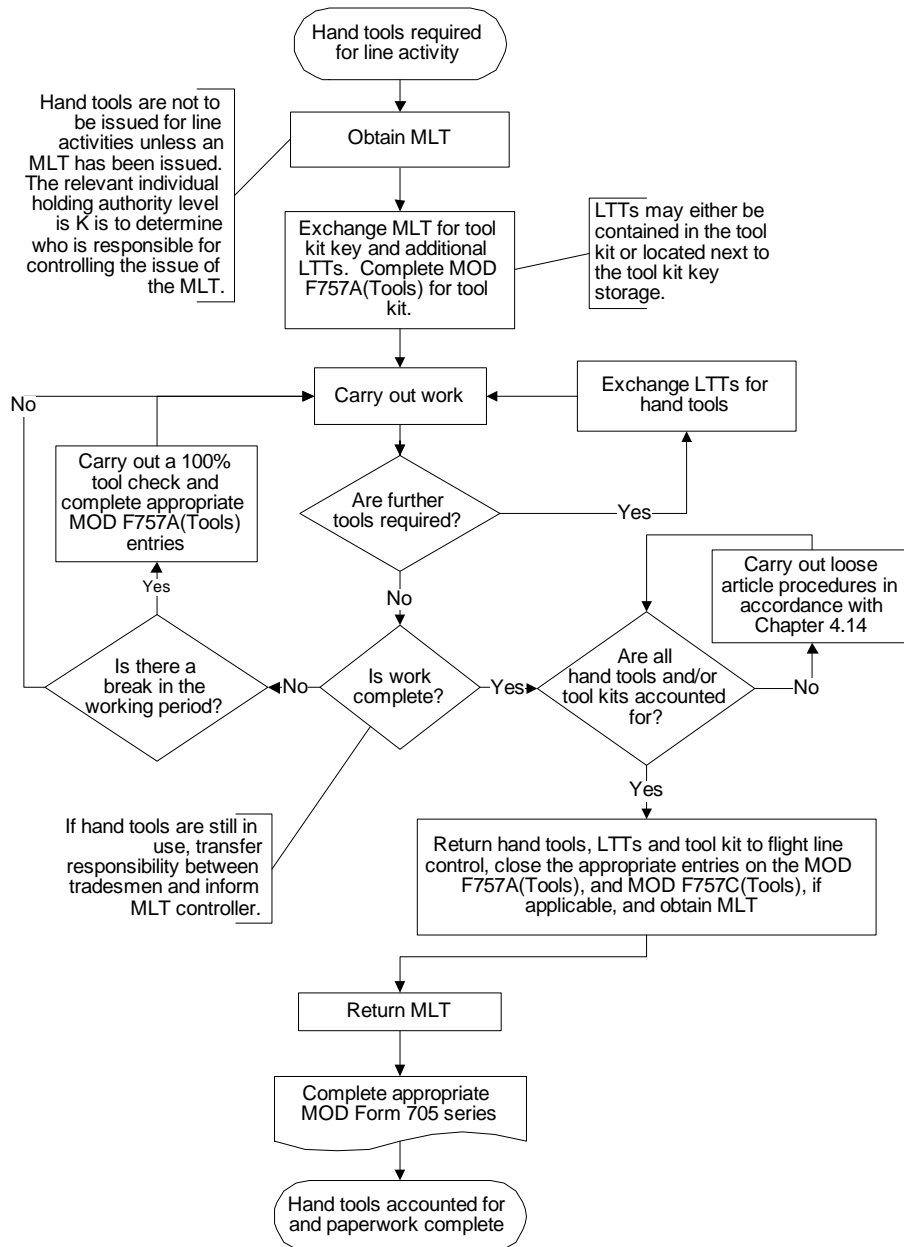 Hand tools required
for line activity
Hand tools are not to
be issued for line
activities unless an
MLT has been issued.
The relevant individual
holding authority level
is K is to determine
who is responsible for
controlling the issue of
the MLT.
Obtain MLT
Exchange MLT for tool
kit key and additional
LTTs.  Complete MOD
F757A(Tools) for tool
kit.
LTTs may either be
contained in the tool
kit or located next to
the tool kit key
storage.
Carry out work
Exchange LTTs for
hand tools
No
Carry out a 100%
tool check and
complete appropriate
MOD F757A(Tools)
entries
Are further
tools required?
Yes
Yes
No
Carry out loose
article procedures in
accordance with
Chapter 4.14
Is there a
break in the
working period?
No
Is work
complete?
Yes
Are all
hand tools and/or
tool kits accounted
for?
No
Yes
If hand tools are still in
use, transfer
responsibility between
tradesmen and inform
MLT controller.
Return hand tools, LTTs and tool kit to flight line
control, close the appropriate entries on the MOD
F757A(Tools), and MOD F757C(Tools), if
applicable, and obtain MLT
Return MLT
Complete appropriate
MOD Form 705 series
Hand tools accounted for
and paperwork complete